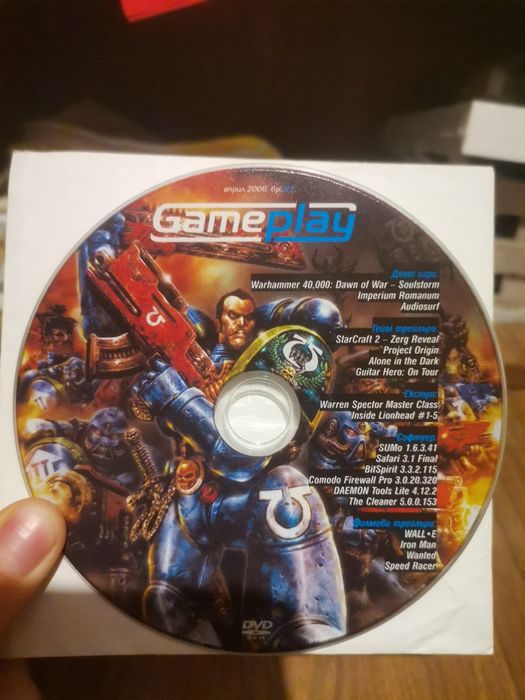 април 2008, бр.
Gameplay
Демо игри:
Warhammer 40,000: Dawn of War – Soulstorm
Imperium Romanum
Audiosurf
Гейм трейлъри:
StarCraft 2 – Zerg Reveal
Project Origin
Alone in the Dark
Guitar Hero: On Tour
Екстри:
Warren Spector Master Class
Inside Lionhead #1-5
Софтуер:
SUMo 1.6.3.41
Safari 3.1 Final
BitSpirit 3.3.2.115
Comodo Firewall Pro 3.0.20.320
DAEMON Tools Lite 4.12.2
The Cleaner 5.0.0.153
Филмови трейлъри:
WALL•E
Iron Man
Wanted
Speed Racer
DVD
ROM